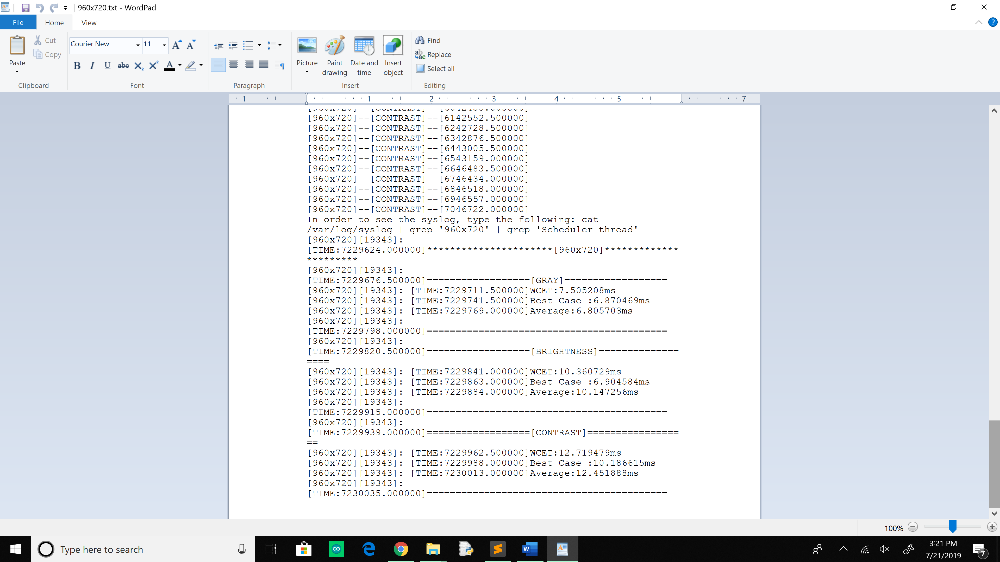 960x720.txt - WordPad
File
Home
View
Paste
Cut
Copy
Clipboard
Courier New
11
Font
Paragraph
Picture
Paint drawing
Date and time
Insert object
Insert
Find
Replace
Select all
Editing
1 1 2 3 4 5 7
[960x720]--[CONTRAST]--[6142552.500000]
[960x720]--[CONTRAST]--[6242728.500000]
[960x720]--[CONTRAST]--[6342876.500000]
[960x720]--[CONTRAST]--[6443005.500000]
[960x720]--[CONTRAST]--[6543159.000000]
[960x720]--[CONTRAST]--[6646483.500000]
[960x720]--[CONTRAST]--[6746434.000000]
[960x720]--[CONTRAST]--[6846518.000000]
[960x720]--[CONTRAST]--[6946557.000000]
[960x720]--[CONTRAST]--[7046722.000000]
In order to see the syslog, type the following: cat
/var/log/syslog | grep '960x720' | grep 'Scheduler thread'
[960x720][19343]:
[TIME:7229624.000000]**********************[960x720]*************
*********
[960x720][19343]:
[TIME:7229676.500000]==================[GRAY]==================
[960x720][19343]: [TIME:7229711.500000]WCET:7.505208ms
[960x720][19343]: [TIME:7229741.500000]Best Case :6.870469ms
[960x720][19343]: [TIME:7229769.000000]Average:6.805703ms
[960x720][19343]:
[TIME:7229798.000000]==========================================
[960x720][19343]:
[TIME:7229820.500000]==================[BRIGHTNESS]==============
====
[960x720][19343]: [TIME:7229841.000000]WCET:10.360729ms
[960x720][19343]: [TIME:7229863.000000]Best Case :6.904584ms
[960x720][19343]: [TIME:7229884.000000]Average:10.147256ms
[960x720][19343]:
[TIME:7229915.000000]==========================================
[960x720][19343]:
[TIME:7229939.000000]==================[CONTRAST]================
==
[960x720][19343]: [TIME:7229962.500000]WCET:12.719479ms
[960x720][19343]: [TIME:7229988.000000]Best Case :10.186615ms
[960x720][19343]: [TIME:7230013.000000]Average:12.451888ms
[960x720][19343]:
[TIME:7230035.000000]==========================================
100%
Type here to search
3:21 PM
7/21/2019
7